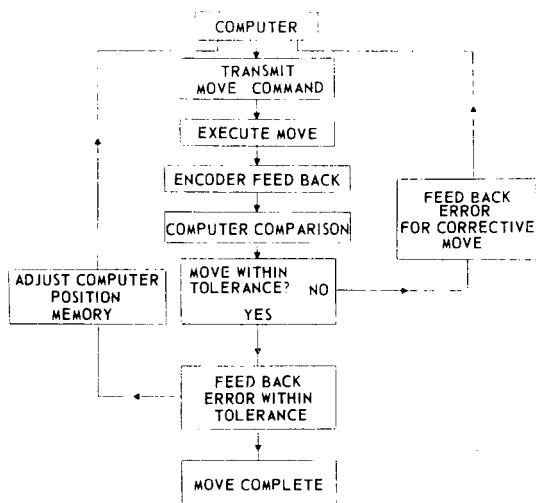 COMPUTER
TRANSMIT
MOVE COMMAND
EXECUTE MOVE
ENCODER FEED BACK
COMPUTER COMPARISON
FEED BACK
ERROR
FOR CORRECTIVE
MOVE
MOVE WITHIN
TOLERANCE? NO
YES
ADJUST COMPUTER
POSITION
MEMORY
FEED BACK
ERROR WITHIN
TOLERANCE
MOVE COMPLETE